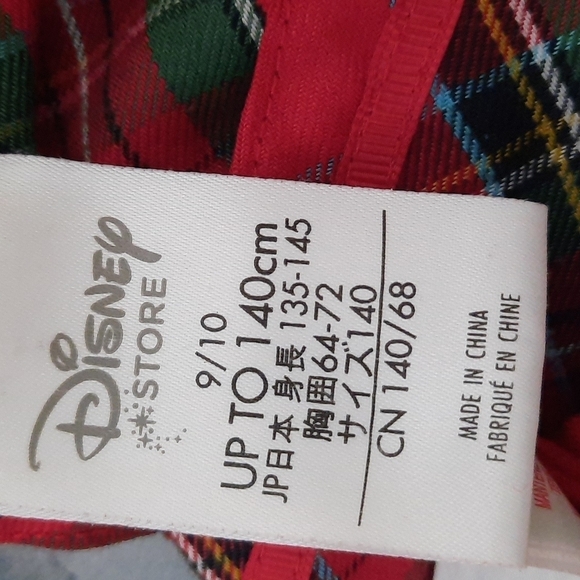 Disney
STORE
9/10
UP TO 140cm
JP日本 身長 135-145
胸囲64-72
サイズ140
CN 140/68
MADE IN CHINA
FABRIQUÉ EN CHINE